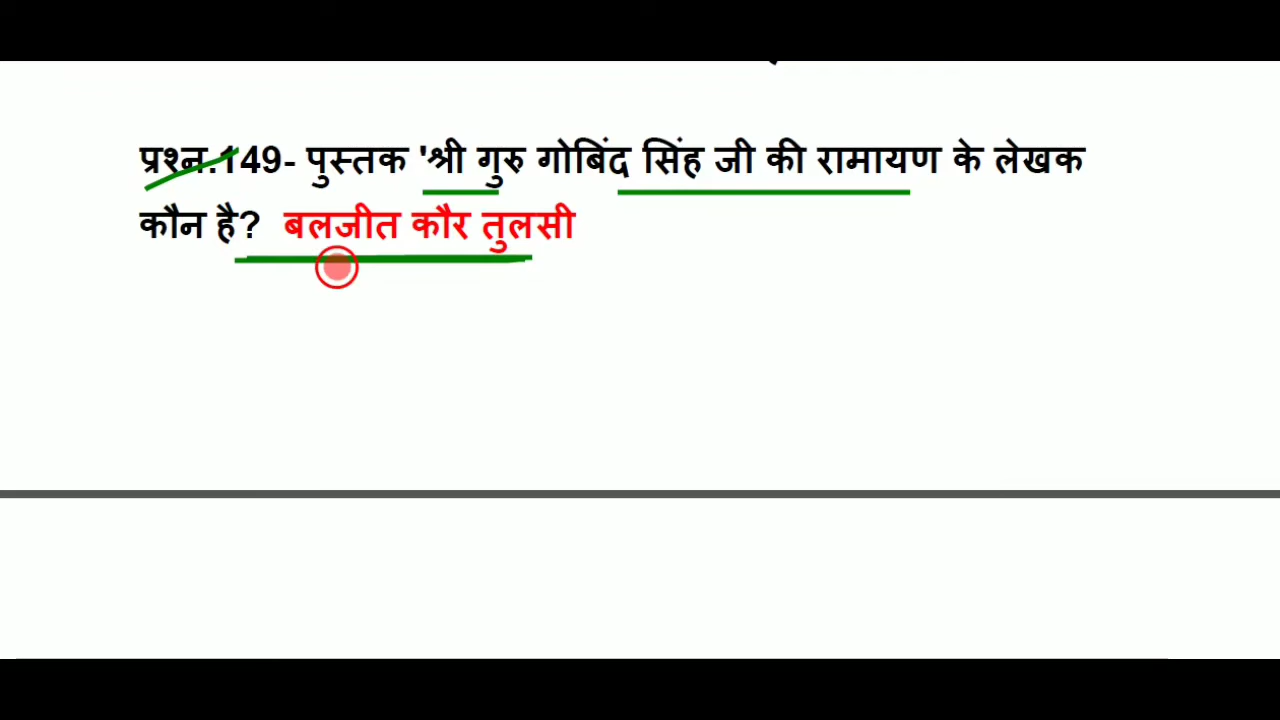 प्रश्न.149- पुस्तक 'श्री गुरु गोबिंद सिंह जी की रामायण के लेखक
कौन है? बलजीत कौर तुलसी